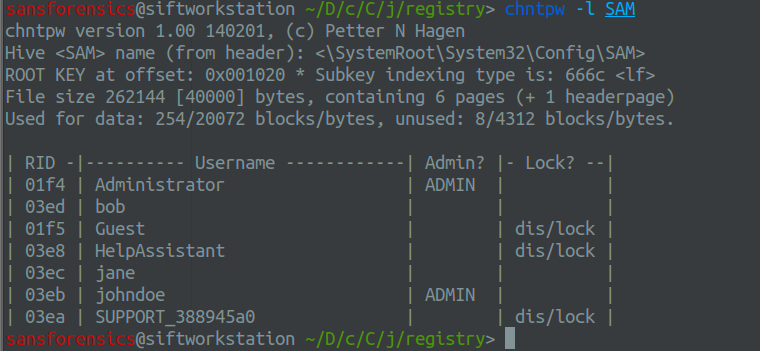 sansforensics@siftworkstation ~/D/c/C/j/registry> chntpw -l SAM
chntpw version 1.00 140201, (c) Petter N Hagen
Hive <SAM> name (from header): <\SystemRoot\System32\Config\SAM>
ROOT KEY at offset: 0x001020 * Subkey indexing type is: 666c <lf>
File size 262144 [40000] bytes, containing 6 pages (+ 1 headerpage)
Used for data: 254/20072 blocks/bytes, unused: 8/4312 blocks/bytes.

| RID -|---------- Username ------------| Admin? |- Lock? --|
| 01f4 | Administrator                  | ADMIN  |          |
| 03ed | bob                            |        |          |
| 01f5 | Guest                          |        | dis/lock |
| 03e8 | HelpAssistant                  |        | dis/lock |
| 03ec | jane                           |        |          |
| 03eb | johndoe                        | ADMIN  |          |
| 03ea | SUPPORT_388945a0               |        | dis/lock |
sansforensics@siftworkstation ~/D/c/C/j/registry>